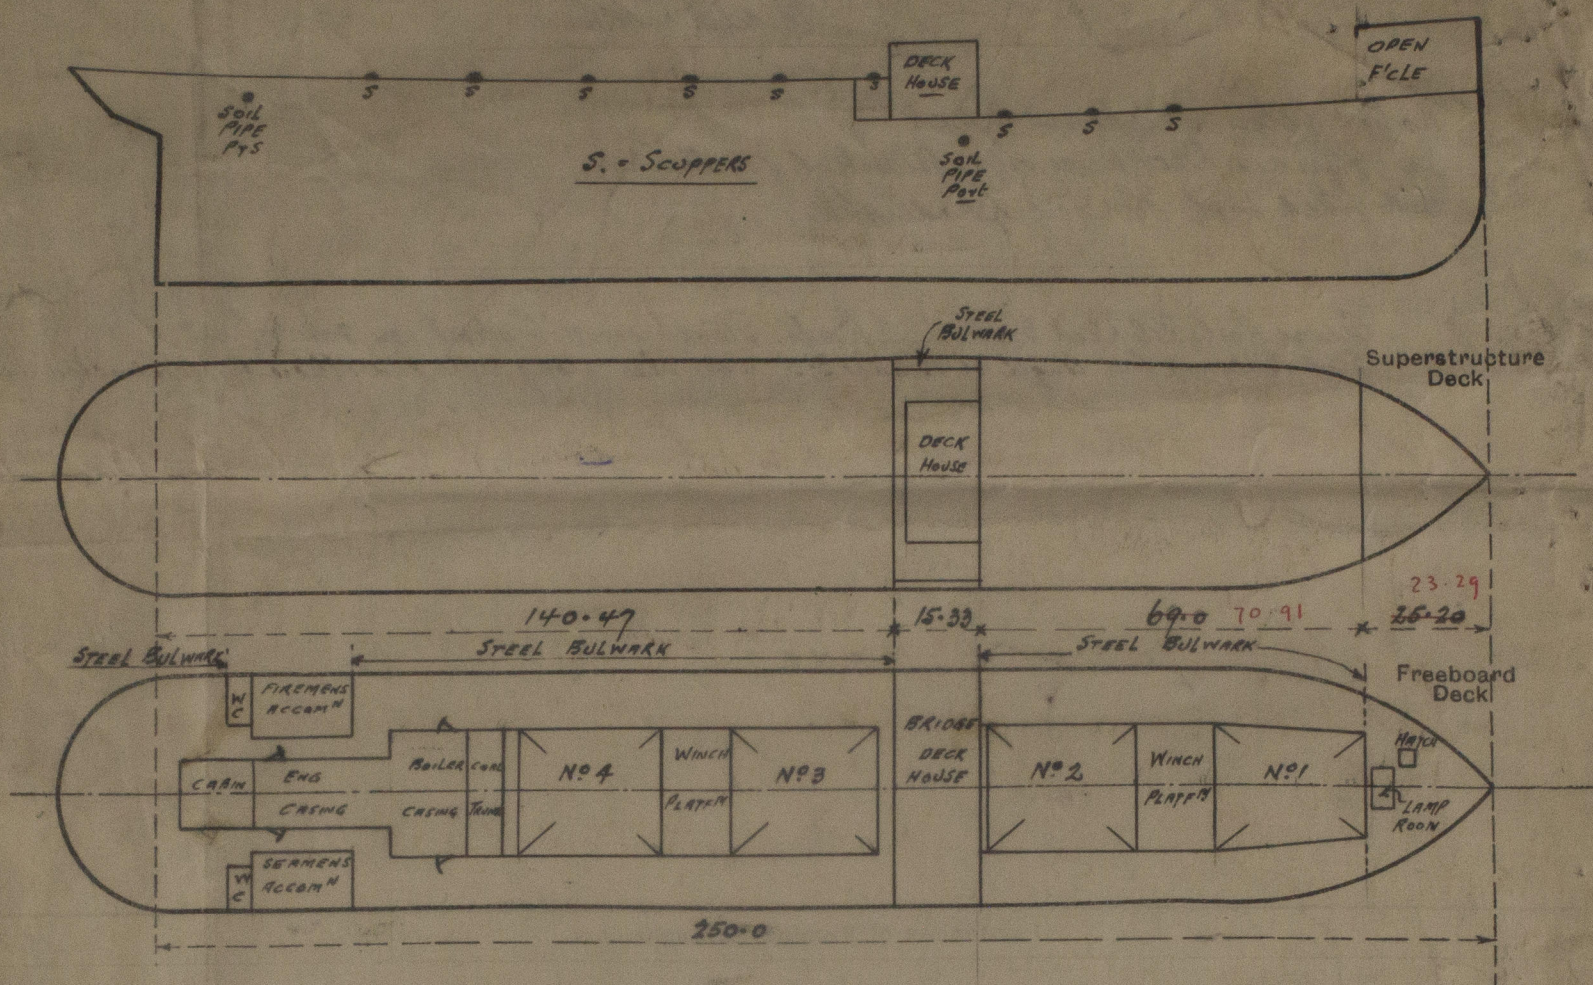 DECK
HOUSE
OPEN
F'CLE
S S S S S S
S S S
SOIL
PIPE
P&S
S. = SCUPPERS
SOIL
PIPE
Port
STEEL
BULWARK
Superstructure
Deck
DECK
HOUSE
23.29
140.47 15.33 69.0 70.91 25.20
STEEL BULWARK STEEL BULWARK STEEL BULWARK
Freeboard
Deck
W
C
FIREMENS
ACCOMN
BRIDGE
DECK
HOUSE
HATCH
CABIN
ENG
CASING
BOILER
CASING
COAL
Nº4
WINCH
PLATFM
Nº3
Nº2
WINCH
PLATFM
Nº1
L
LAMP
ROOM
W
C
SEAMENS
ACCOMN
250.0